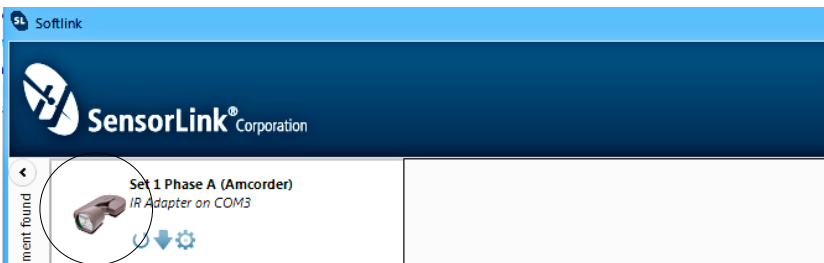 SL Softlink
SensorLink® Corporation
Set 1 Phase A (Amcorder)
IR Adapter on COM3
ment found